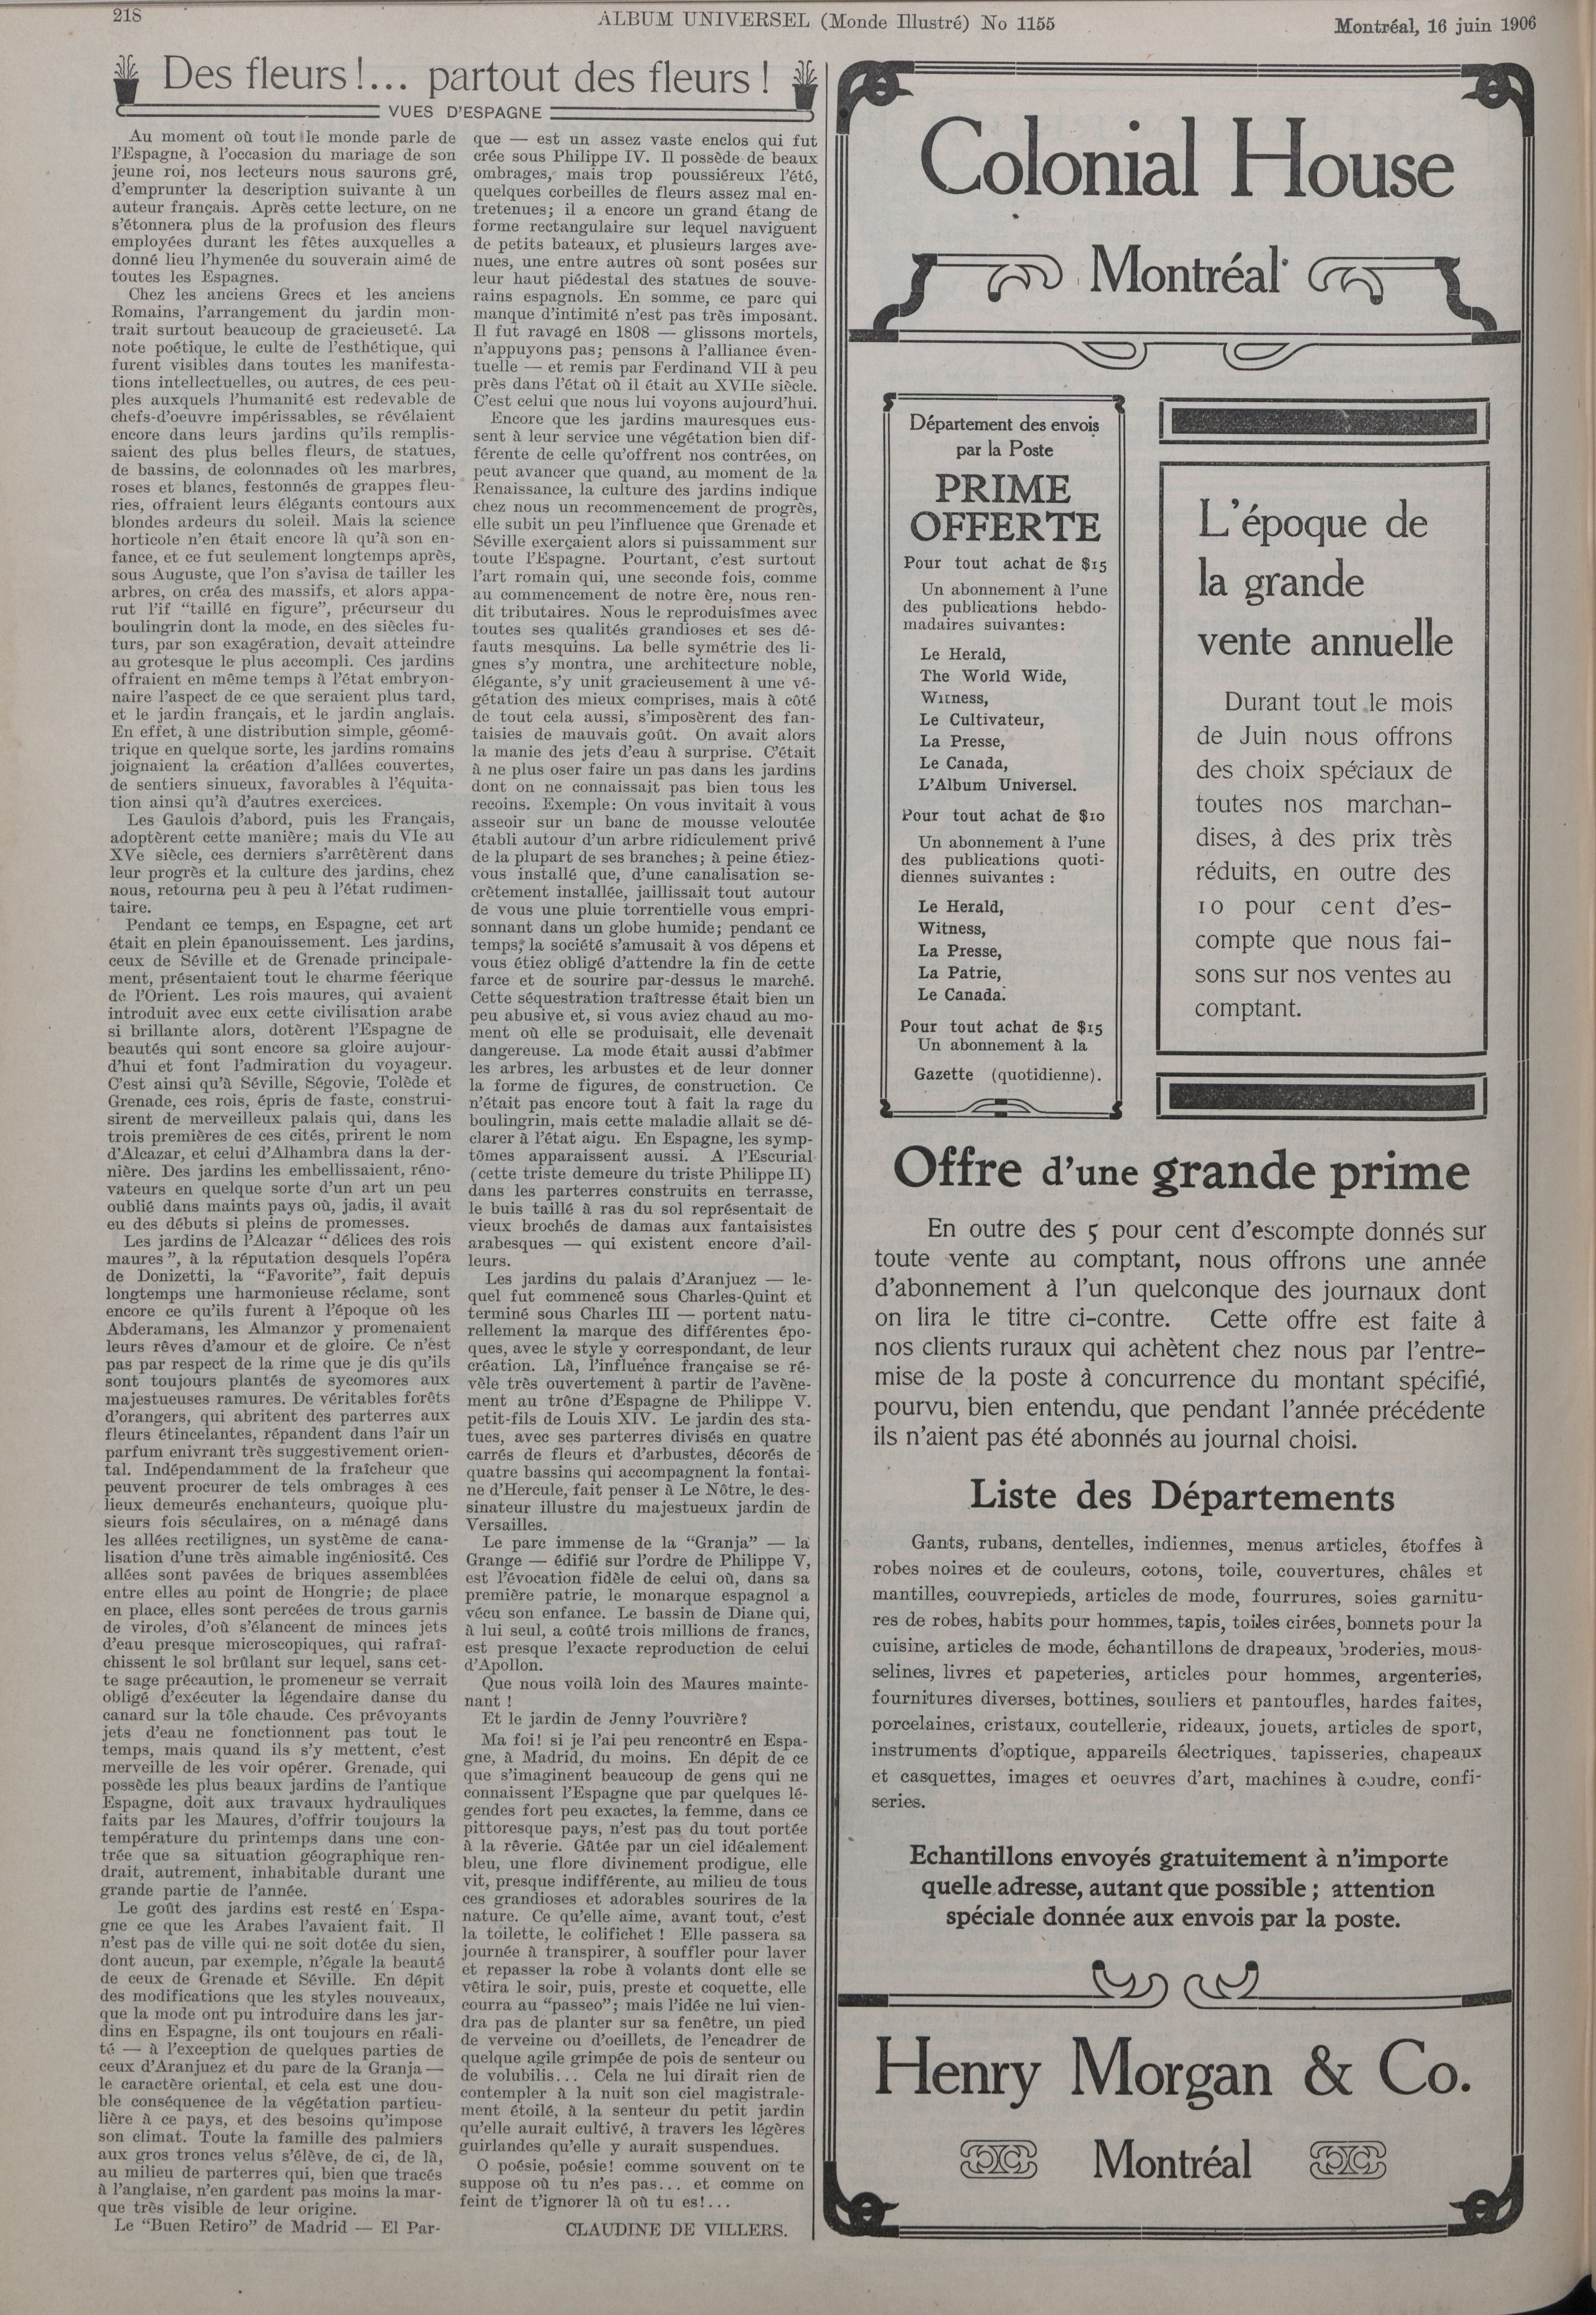 218
ALBUM UNIVERSEL (Monde Illustré) No 1155
Montréal, 16 juin 1906
Des fleurs!... partout des fleurs!
VUES D'ESPAGNE
Au moment où tout le monde parle de
l'Espagne, à l'occasion du mariage de son
jeune roi, nos lecteurs nous saurons gré,
d'emprunter la description suivante à un
auteur français. Après cette lecture, on ne
s'étonnera plus de la profusion des fleurs
employées durant les fêtes auxquelles a
donné lieu l'hymenée du souverain aimé de
toutes les Espagnes.
Chez les anciens Grecs et les anciens
Romains, l'arrangement du jardin mon-
trait surtout beaucoup de gracieuseté. La
note poétique, le culte de l'esthétique, qui
furent visibles dans toutes les manifesta-
tions intellectuelles, ou autres, de ces peu-
ples auxquels l'humanité est redevable de
chefs-d'oeuvre impérissables, se révélaient
encore dans leurs jardins qu'ils remplis-
saient des plus belles fleurs, de statues,
de bassins, de colonnades où les marbres,
roses et blancs, festonnés de grappes fleu-
ries, offraient leurs élégants contours aux
blondes ardeurs du soleil. Mais la science
horticole n'en était encore là qu'à son en-
fance, et ce fut seulement longtemps après,
sous Auguste, que l'on s'avisa de tailler les
arbres, on créa des massifs, et alors appa-
rut l'if "taillé en figure", précurseur du
boulingrin dont la mode, en des siècles fu-
turs, par son exagération, devait atteindre
au grotesque le plus accompli. Ces jardins
offraient en même temps à l'état embryon-
naire l'aspect de ce que seraient plus tard,
et le jardin français, et le jardin anglais.
En effet, à une distribution simple, géomé-
trique en quelque sorte, les jardins romains
joignaient la création d'allées couvertes,
de sentiers sinueux, favorables à l'équita-
tion ainsi qu'à d'autres exercices.
Les Gaulois d'abord, puis les Français,
adoptèrent cette manière; mais du VIe au
XVe siècle, ces derniers s'arrêtèrent dans
leur progrès et la culture des jardins, chez
nous, retourna peu à peu à l'état rudimen-
taire.
Pendant ce temps, en Espagne, cet art
était en plein épanouissement. Les jardins,
ceux de Séville et de Grenade principale-
ment, présentaient tout le charme féerique
de l'Orient. Les rois maures, qui avaient
introduit avec eux cette civilisation arabe
si brillante alors, dotèrent l'Espagne de
beautés qui sont encore sa gloire aujour-
d'hui et font l'admiration du voyageur.
C'est ainsi qu'à Séville, Ségovie, Tolède et
Grenade, ces rois, épris de faste, construi-
sirent de merveilleux palais qui, dans les
trois premières de ces cités, prirent le nom
d'Alcazar, et celui d'Alhambra dans la der-
nière. Des jardins les embellissaient, réno-
vateurs en quelque sorte d'un art un peu
oublié dans maints pays où, jadis, il avait
eu des débuts si pleins de promesses.
Les jardins de l'Alcazar " délices des rois
maures ", à la réputation desquels l'opéra
de Donizetti, la "Favorite", fait depuis
longtemps une harmonieuse réclame, sont
encore ce qu'ils furent à l'époque où les
Abderamans, les Almanzor y promenaient
leurs rêves d'amour et de gloire. Ce n'est
pas par respect de la rime que je dis qu'ils
sont toujours plantés de sycomores aux
majestueuses ramures. De véritables forêts
d'orangers, qui abritent des parterres aux
fleurs étincelantes, répandent dans l'air un
parfum enivrant très suggestivement orien-
tal. Indépendamment de la fraîcheur que
peuvent procurer de tels ombrages à ces
lieux demeurés enchanteurs, quoique plu-
sieurs fois séculaires, on a ménagé dans
les allées rectilignes, un système de cana-
lisation d'une très aimable ingéniosité. Ces
allées sont pavées de briques assemblées
entre elles au point de Hongrie; de place
en place, elles sont percées de trous garnis
de viroles, d'où s'élancent de minces jets
d'eau presque microscopiques, qui rafraî-
chissent le sol brûlant sur lequel, sans cet-
te sage précaution, le promeneur se verrait
obligé d'exécuter la légendaire danse du
canard sur la tôle chaude. Ces prévoyants
jets d'eau ne fonctionnent pas tout le
temps, mais quand ils s'y mettent, c'est
merveille de les voir opérer. Grenade, qui
possède les plus beaux jardins de l'antique
Espagne, doit aux travaux hydrauliques
faits par les Maures, d'offrir toujours la
température du printemps dans une con-
trée que sa situation géographique ren-
drait, autrement, inhabitable durant une
grande partie de l'année.
Le goût des jardins est resté en Espa-
gne ce que les Arabes l'avaient fait. Il
n'est pas de ville qui ne soit dotée du sien,
dont aucun, par exemple, n'égale la beauté
de ceux de Grenade et Séville. En dépit
des modifications que les styles nouveaux,
que la mode ont pu introduire dans les jar-
dins en Espagne, ils ont toujours en réali-
té — à l'exception de quelques parties de
ceux d'Aranjuez et du parc de la Granja —
le caractère oriental, et cela est une dou-
ble conséquence de la végétation particu-
lière à ce pays, et des besoins qu'impose
son climat. Toute la famille des palmiers
aux gros troncs velus s'élève, de ci, de là,
au milieu de parterres qui, bien que tracés
à l'anglaise, n'en gardent pas moins la mar-
que très visible de leur origine.
Le "Buen Retiro" de Madrid — El Par-
que — est un assez vaste enclos qui fut
crée sous Philippe IV. Il possède de beaux
ombrages, mais trop poussiéreux l'été,
quelques corbeilles de fleurs assez mal en-
tretenues; il a encore un grand étang de
forme rectangulaire sur lequel naviguent
de petits bateaux, et plusieurs larges ave-
nues, une entre autres où sont posées sur
leur haut piédestal des statues de souve-
rains espagnols. En somme, ce parc qui
manque d'intimité n'est pas très imposant.
Il fut ravagé en 1808 — glissons mortels,
n'appuyons pas; pensons à l'alliance éven-
tuelle — et remis par Ferdinand VII à peu
près dans l'état où il était au XVIIe siècle.
C'est celui que nous lui voyons aujourd'hui.
Encore que les jardins mauresques eus-
sent à leur service une végétation bien dif-
férente de celle qu'offrent nos contrées, on
peut avancer que quand, au moment de la
Renaissance, la culture des jardins indique
chez nous un recommencement de progrès,
elle subit un peu l'influence que Grenade et
Séville exerçaient alors si puissamment sur
toute l'Espagne. Pourtant, c'est surtout
l'art romain qui, une seconde fois, comme
au commencement de notre ère, nous ren-
dit tributaires. Nous le reproduisîmes avec
toutes ses qualités grandioses et ses dé-
fauts mesquins. La belle symétrie des li-
gnes s'y montra, une architecture noble,
élégante, s'y unit gracieusement à une vé-
gétation des mieux comprises, mais à côté
de tout cela aussi, s'imposèrent des fan-
taisies de mauvais goût. On avait alors
la manie des jets d'eau à surprise. C'était
à ne plus oser faire un pas dans les jardins
dont on ne connaissait pas bien tous les
recoins. Exemple: On vous invitait à vous
asseoir sur un banc de mousse veloutée
établi autour d'un arbre ridiculement privé
de la plupart de ses branches; à peine étiez-
vous installé que, d'une canalisation se-
crètement installée, jaillissait tout autour
de vous une pluie torrentielle vous empri-
sonnant dans un globe humide; pendant ce
temps, la société s'amusait à vos dépens et
vous étiez obligé d'attendre la fin de cette
farce et de sourire par-dessus le marché.
Cette séquestration traîtresse était bien un
peu abusive et, si vous aviez chaud au mo-
ment où elle se produisait, elle devenait
dangereuse. La mode était aussi d'abîmer
les arbres, les arbustes et de leur donner
la forme de figures, de construction. Ce
n'était pas encore tout à fait la rage du
boulingrin, mais cette maladie allait se dé-
clarer à l'état aigu. En Espagne, les symp-
tômes apparaissent aussi. A l'Escurial
(cette triste demeure du triste Philippe II)
dans les parterres construits en terrasse,
le buis taillé à ras du sol représentait de
vieux brochés de damas aux fantaisistes
arabesques — qui existent encore d'ail-
leurs.
Les jardins du palais d'Aranjuez — le-
quel fut commencé sous Charles-Quint et
terminé sous Charles III — portent natu-
rellement la marque des différentes épo-
ques, avec le style y correspondant, de leur
création. Là, l'influence française se ré-
vèle très ouvertement à partir de l'avène-
ment au trône d'Espagne de Philippe V.
petit-fils de Louis XIV. Le jardin des sta-
tues, avec ses parterres divisés en quatre
carrés de fleurs et d'arbustes, décorés de
quatre bassins qui accompagnent la fontai-
ne d'Hercule, fait penser à Le Nôtre, le des-
sinateur illustre du majestueux jardin de
Versailles.
Le parc immense de la "Granja" — la
Grange — édifié sur l'ordre de Philippe V,
est l'évocation fidèle de celui où, dans sa
première patrie, le monarque espagnol a
vécu son enfance. Le bassin de Diane qui,
à lui seul, a coûté trois millions de francs,
est presque l'exacte reproduction de celui
d'Apollon.
Que nous voilà loin des Maures mainte-
nant !
Et le jardin de Jenny l'ouvrière?
Ma foi! si je l'ai peu rencontré en Espa-
gne, à Madrid, du moins. En dépit de ce
que s'imaginent beaucoup de gens qui ne
connaissent l'Espagne que par quelques lé-
gendes fort peu exactes, la femme, dans ce
pittoresque pays, n'est pas du tout portée
à la rêverie. Gâtée par un ciel idéalement
bleu, une flore divinement prodigue, elle
vit, presque indifférente, au milieu de tous
ces grandioses et adorables sourires de la
nature. Ce qu'elle aime, avant tout, c'est
la toilette, le colifichet ! Elle passera sa
journée à transpirer, à souffler pour laver
et repasser la robe à volants dont elle se
vêtira le soir, puis, preste et coquette, elle
courra au "passeo"; mais l'idée ne lui vien-
dra pas de planter sur sa fenêtre, un pied
de verveine ou d'oeillets, de l'encadrer de
quelque agile grimpée de pois de senteur ou
de volubilis... Cela ne lui dirait rien de
contempler à la nuit son ciel magistrale-
ment étoilé, à la senteur du petit jardin
qu'elle aurait cultivé, à travers les légères
guirlandes qu'elle y aurait suspendues.
O poésie, poésie! comme souvent on te
suppose où tu n'es pas... et comme on
feint de t'ignorer là où tu es!...
CLAUDINE DE VILLERS.
Colonial House
Montréal
Département des envois
par la Poste
PRIME
OFFERTE
Pour tout achat de $15
Un abonnement à l'une
des publications hebdo-
madaires suivantes:
Le Herald,
The World Wide,
Witness,
Le Cultivateur,
La Presse,
Le Canada,
L'Album Universel.
Pour tout achat de $10
Un abonnement à l'une
des publications quoti-
diennes suivantes :
Le Herald,
Witness,
La Presse,
La Patrie,
Le Canada.
Pour tout achat de $15
Un abonnement à la
Gazette (quotidienne).
L'époque de
la grande
vente annuelle
Durant tout le mois
de Juin nous offrons
des choix spéciaux de
toutes nos marchan-
dises, à des prix très
réduits, en outre des
10 pour cent d'es-
compte que nous fai-
sons sur nos ventes au
comptant.
Offre d'une grande prime
En outre des 5 pour cent d'escompte donnés sur
toute vente au comptant, nous offrons une année
d'abonnement à l'un quelconque des journaux dont
on lira le titre ci-contre. Cette offre est faite à
nos clients ruraux qui achètent chez nous par l'entre-
mise de la poste à concurrence du montant spécifié,
pourvu, bien entendu, que pendant l'année précédente
ils n'aient pas été abonnés au journal choisi.
Liste des Départements
Gants, rubans, dentelles, indiennes, menus articles, étoffes à
robes noires et de couleurs, cotons, toile, couvertures, châles et
mantilles, couvrepieds, articles de mode, fourrures, soies garnitu-
res de robes, habits pour hommes, tapis, toiles cirées, bonnets pour la
cuisine, articles de mode, échantillons de drapeaux, broderies, mous-
selines, livres et papeteries, articles pour hommes, argenteries,
fournitures diverses, bottines, souliers et pantoufles, hardes faites,
porcelaines, cristaux, coutellerie, rideaux, jouets, articles de sport,
instruments d'optique, appareils électriques, tapisseries, chapeaux
et casquettes, images et oeuvres d'art, machines à coudre, confi-
series.
Echantillons envoyés gratuitement à n'importe
quelle adresse, autant que possible ; attention
spéciale donnée aux envois par la poste.
Henry Morgan & Co.
Montréal